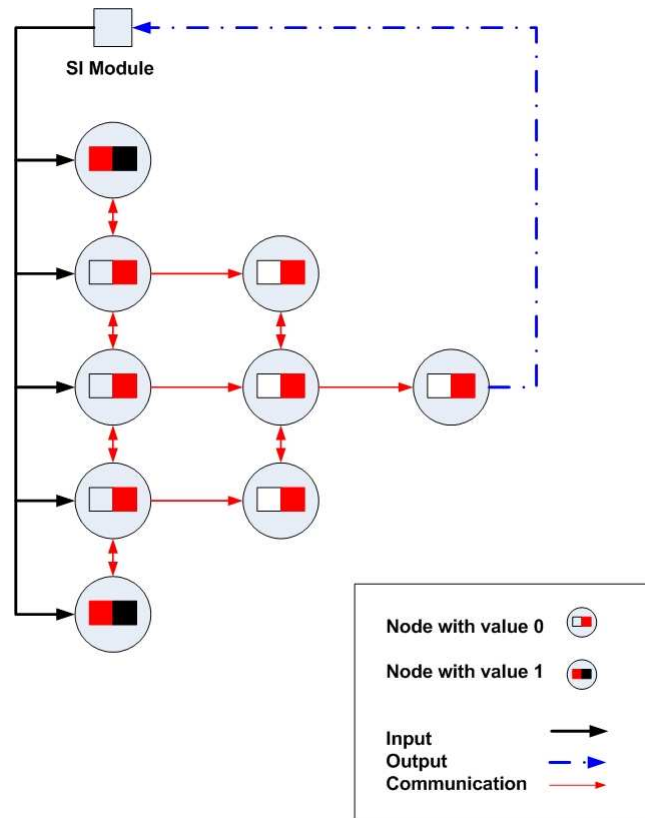 SI Module
Node with value 0
Node with value 1
Input
Output
Communication